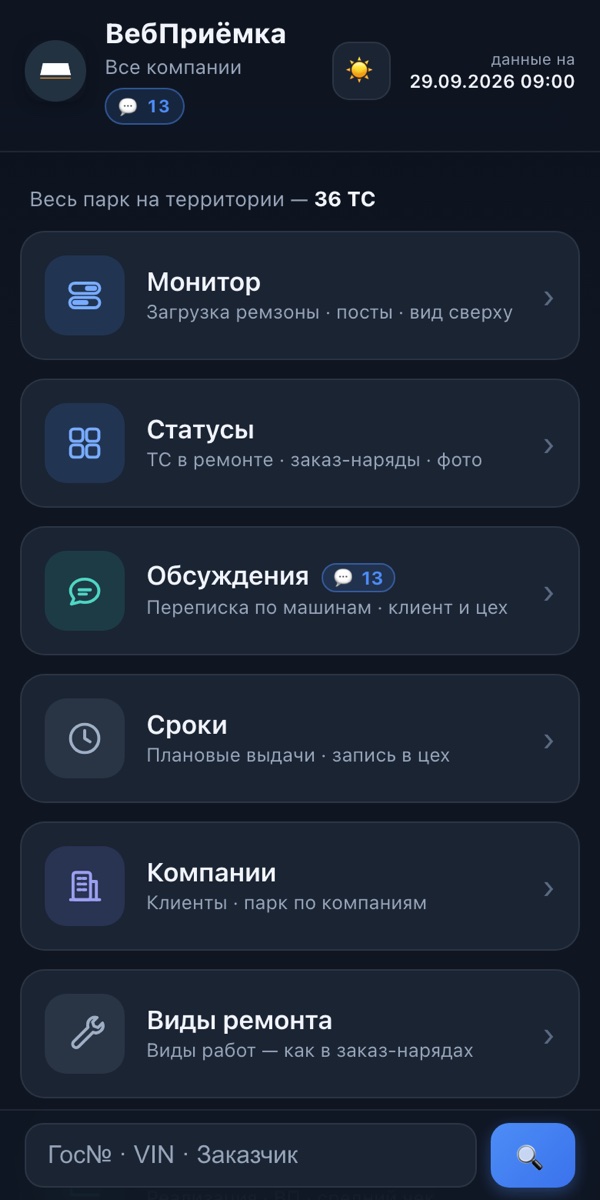 ВебПриёмка
Все компании
💬 13
данные на
29.09.2026 09:00
Весь парк на территории — 36 ТС
Монитор
Загрузка ремзоны · посты · вид сверху
Статусы
ТС в ремонте · заказ-наряды · фото
Обсуждения 💬 13
Переписка по машинам · клиент и цех
Сроки
Плановые выдачи · запись в цех
Компании
Клиенты · парк по компаниям
Виды ремонта
Виды работ — как в заказ-нарядах
Гос№ · VIN · Заказчик